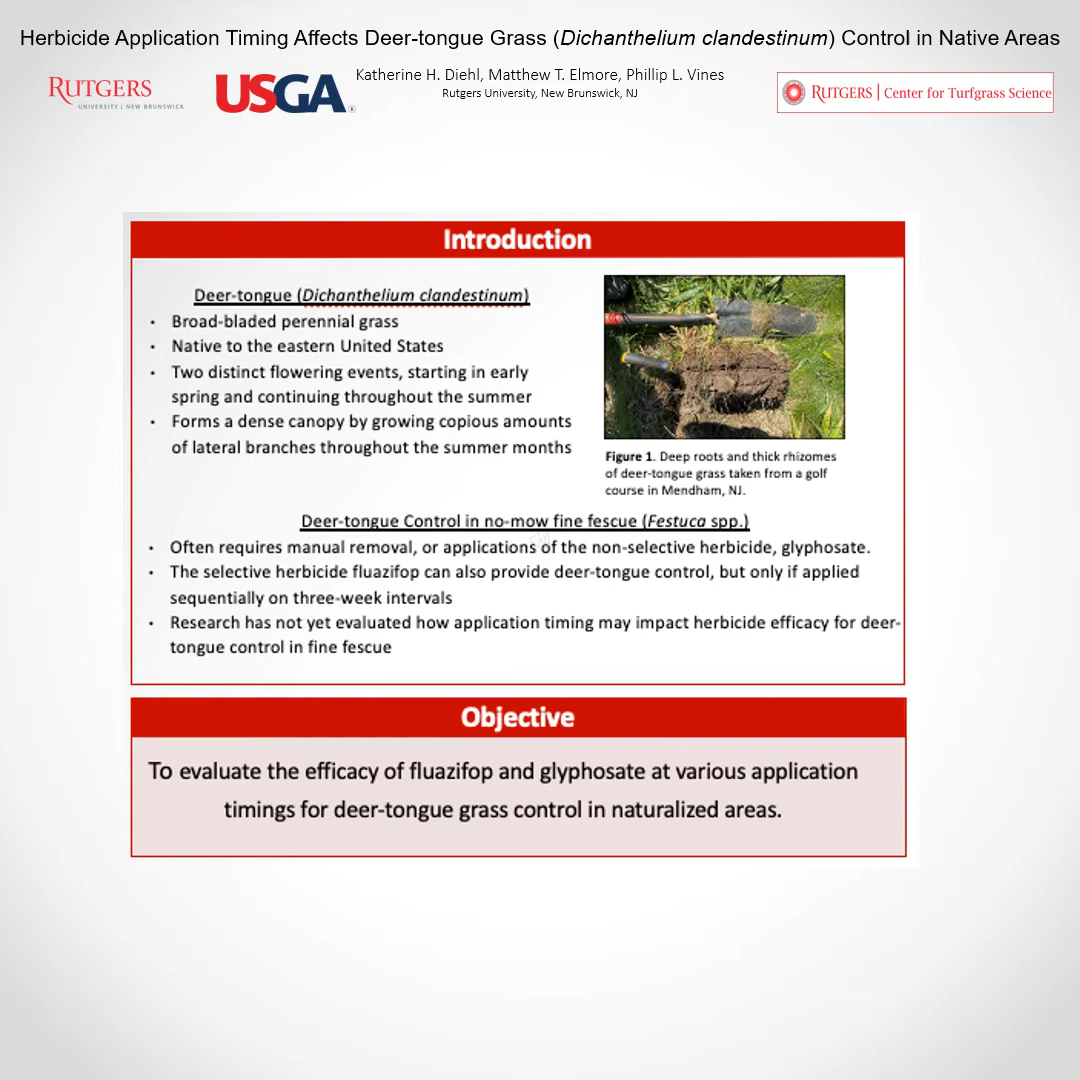 Herbicide Application Timing Affects Deer-tongue Grass (Dichanthelium clandestinum) Control in Native Areas
RUTGERS
UNIVERSITY | NEW BRUNSWICK
USGA®
Katherine H. Diehl, Matthew T. Elmore, Phillip L. Vines
Rutgers University, New Brunswick, NJ
RUTGERS | Center for Turfgrass Science
Introduction
Deer-tongue (Dichanthelium clandestinum)
• Broad-bladed perennial grass
• Native to the eastern United States
• Two distinct flowering events, starting in early
spring and continuing throughout the summer
• Forms a dense canopy by growing copious amounts
of lateral branches throughout the summer months
Figure 1. Deep roots and thick rhizomes
of deer-tongue grass taken from a golf
course in Mendham, NJ.
Deer-tongue Control in no-mow fine fescue (Festuca spp.)
• Often requires manual removal, or applications of the non-selective herbicide, glyphosate.
• The selective herbicide fluazifop can also provide deer-tongue control, but only if applied
sequentially on three-week intervals
• Research has not yet evaluated how application timing may impact herbicide efficacy for deer-
tongue control in fine fescue
Objective
To evaluate the efficacy of fluazifop and glyphosate at various application
timings for deer-tongue grass control in naturalized areas.